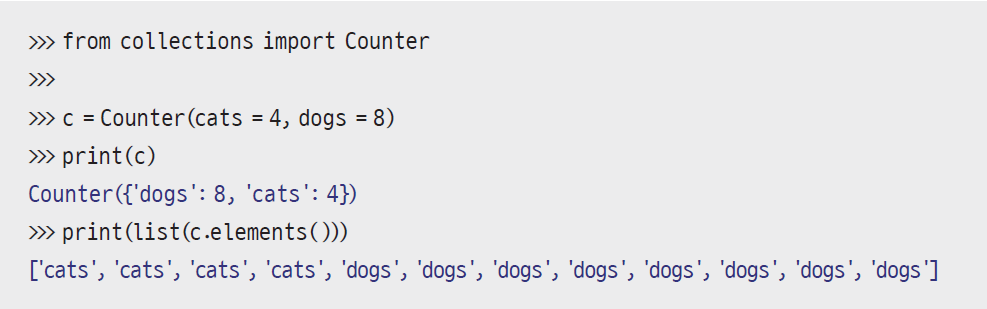 >>> from collections import Counter
>>>
>>> c = Counter(cats = 4, dogs = 8)
>>> print(c)
Counter({'dogs': 8, 'cats': 4})
>>> print(list(c.elements()))
['cats', 'cats', 'cats', 'cats', 'dogs', 'dogs', 'dogs', 'dogs', 'dogs', 'dogs', 'dogs', 'dogs']